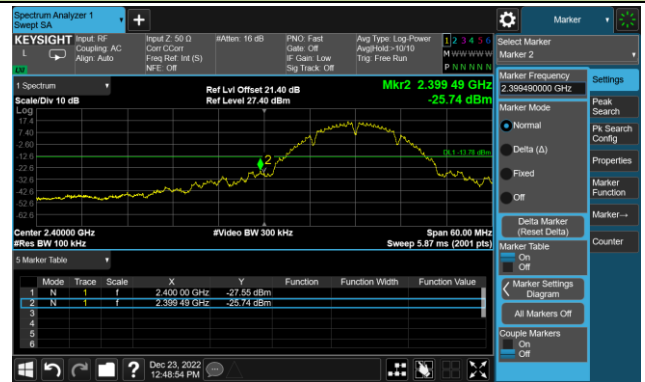 Spectrum Analyzer 1
Swept SA
Marker
KEYSIGHT
L
Input: RF
Coupling: AC
Align: Auto
Input Z: 50 Ω
Corr CCorr
Freq Ref: Int (S)
NFE: Off
#Atten: 16 dB
PNO: Fast
Gate: Off
IF Gain: Low
Sig Track: Off
Avg Type: Log-Power
Avg|Hold:>10/10
Trig: Free Run
1 2 3 4 5 6
M W W W W W
P N N N N N
LW
Select Marker
Marker 2
1 Spectrum
Scale/Div 10 dB
Log
Ref Lvl Offset 21.40 dB
Ref Level 27.40 dBm
Mkr2 2.399 49 GHz
-25.74 dBm
17.4
7.40
-2.60
-12.6
-22.6
-32.6
-42.6
-52.6
-62.6
2
DL1 -13.78 dBm
Center 2.40000 GHz
#Res BW 100 kHz
#Video BW 300 kHz
Span 60.00 MHz
Sweep 5.87 ms (2001 pts)
5 Marker Table
Mode Trace Scale X Y Function Function Width Function Value
1 N 1 f 2.400 00 GHz -27.55 dBm
2 N 1 f 2.399 49 GHz -25.74 dBm
3
4
5
6
Marker Frequency
2.399490000 GHz
Marker Mode
Normal
Delta (Δ)
Fixed
Off
Delta Marker
(Reset Delta)
Marker Table
On
Off
Marker Settings
Diagram
All Markers Off
Couple Markers
On
Off
Settings
Peak
Search
Pk Search
Config
Properties
Marker
Function
Marker→
Counter
?
Dec 23, 2022
12:48:54 PM